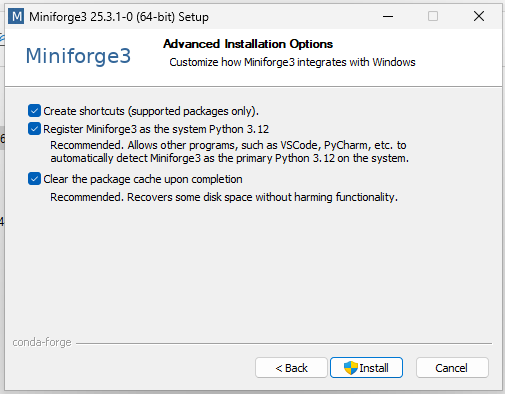 M Miniforge3 25.3.1-0 (64-bit) Setup
Miniforge3
Advanced Installation Options
Customize how Miniforge3 integrates with Windows
Create shortcuts (supported packages only).
Register Miniforge3 as the system Python 3.12
Recommended. Allows other programs, such as VSCode, PyCharm, etc. to
automatically detect Miniforge3 as the primary Python 3.12 on the system.
Clear the package cache upon completion
Recommended. Recovers some disk space without harming functionality.
conda-forge
< Back
Install
Cancel